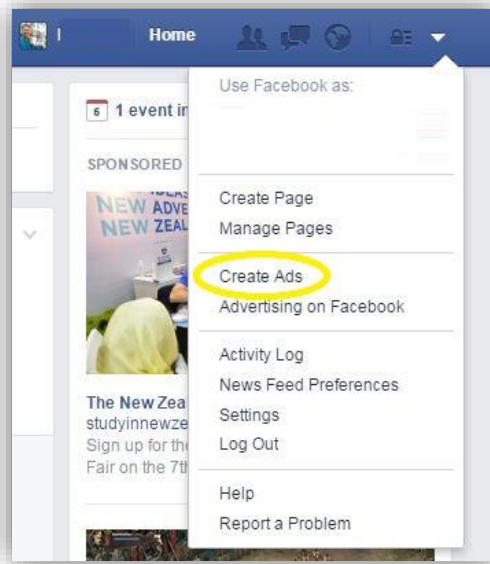 Home
Use Facebook as:
6 1 event in
SPONSORED
NEW ADVE
NEW ZEAL
Create Page
Manage Pages
Create Ads
Advertising on Facebook
Activity Log
News Feed Preferences
Settings
Log Out
Help
Report a Problem
The New Zea
studyinnewze
Sign up for the
Fair on the 7th